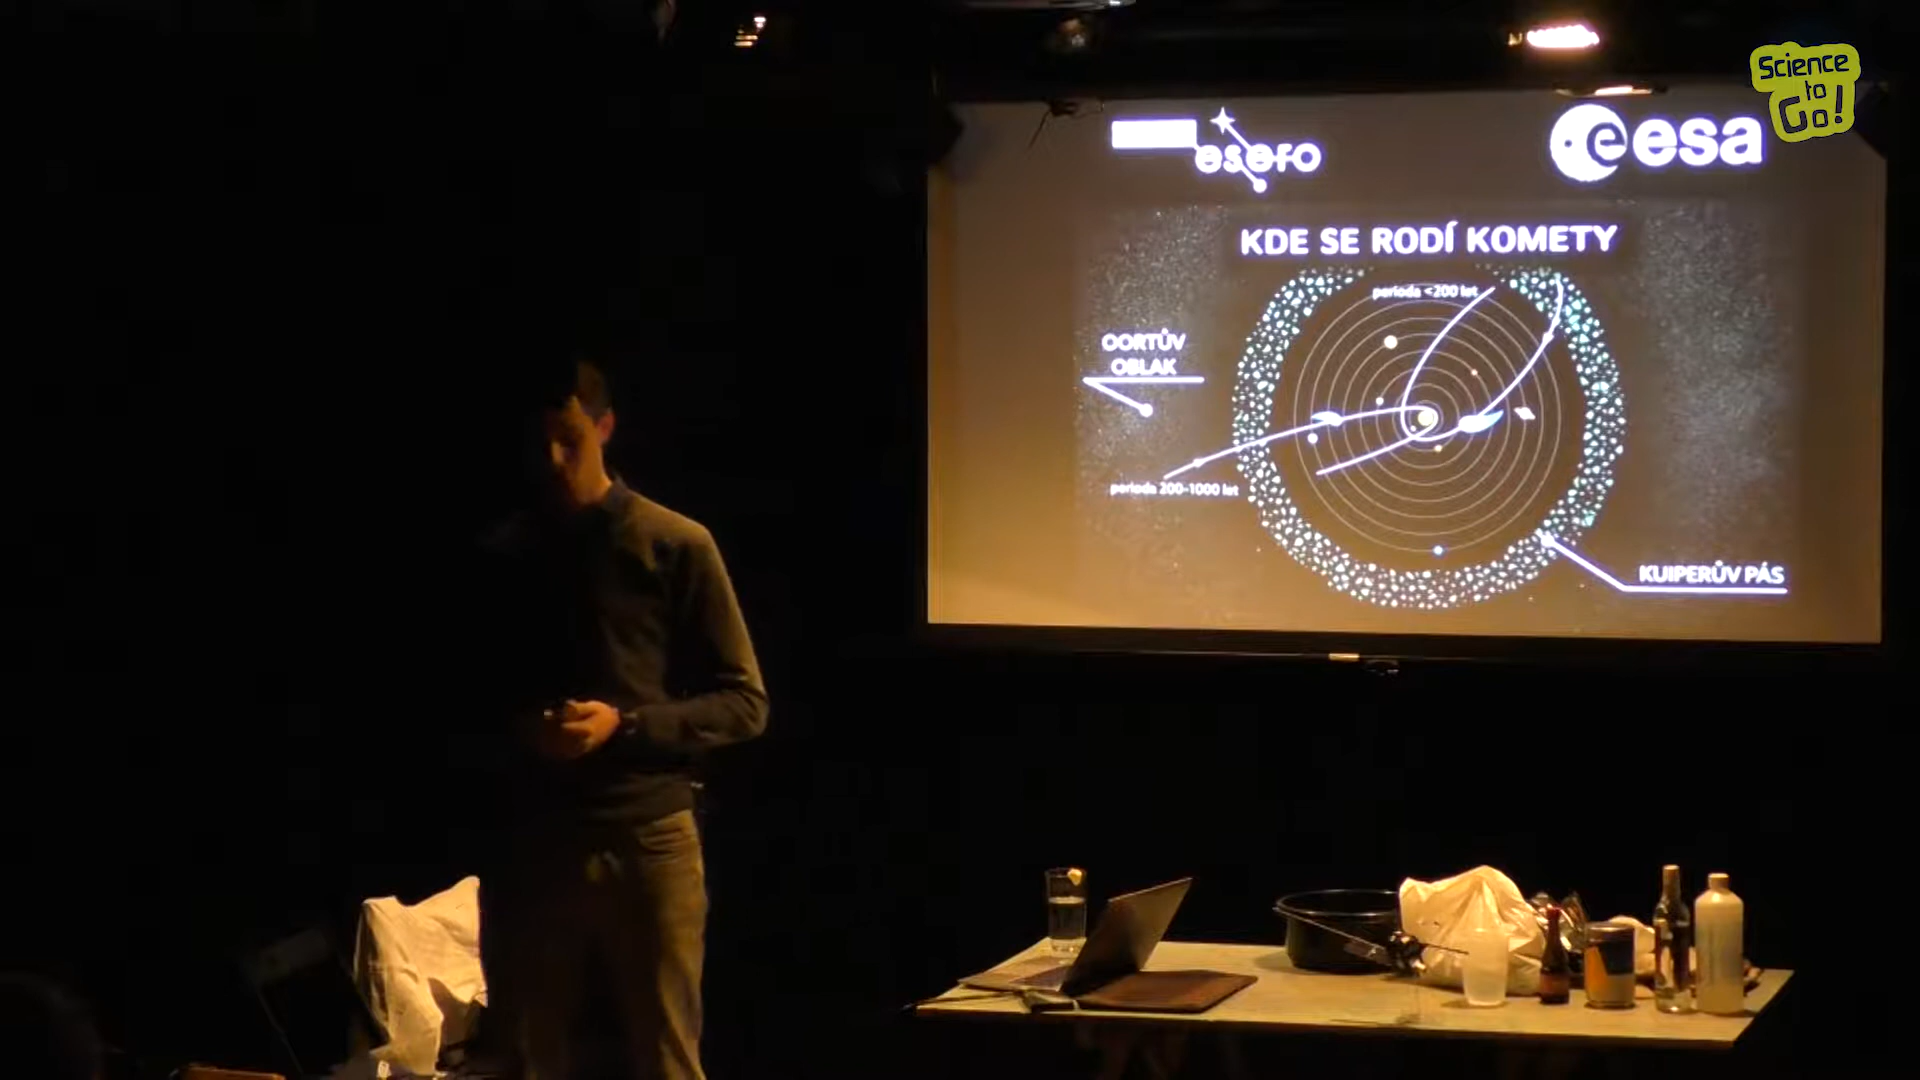 Science
to
Go!
esero
esa
KDE SE RODÍ KOMETY
perioda <200 let
OORTŮV
OBLAK
perioda 200-1000 let
KUIPERŮV PÁS